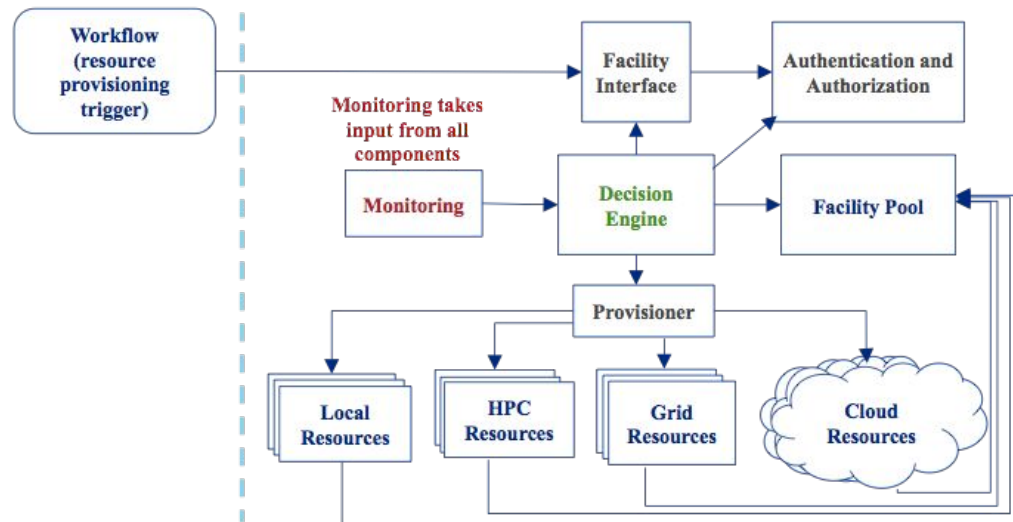 Workflow
(resource
provisioning
trigger)
Facility
Interface
Authentication and
Authorization
Monitoring takes
input from all
components
Monitoring
Decision
Engine
Facility Pool
Provisioner
Local
Resources
HPC
Resources
Grid
Resources
Cloud
Resources